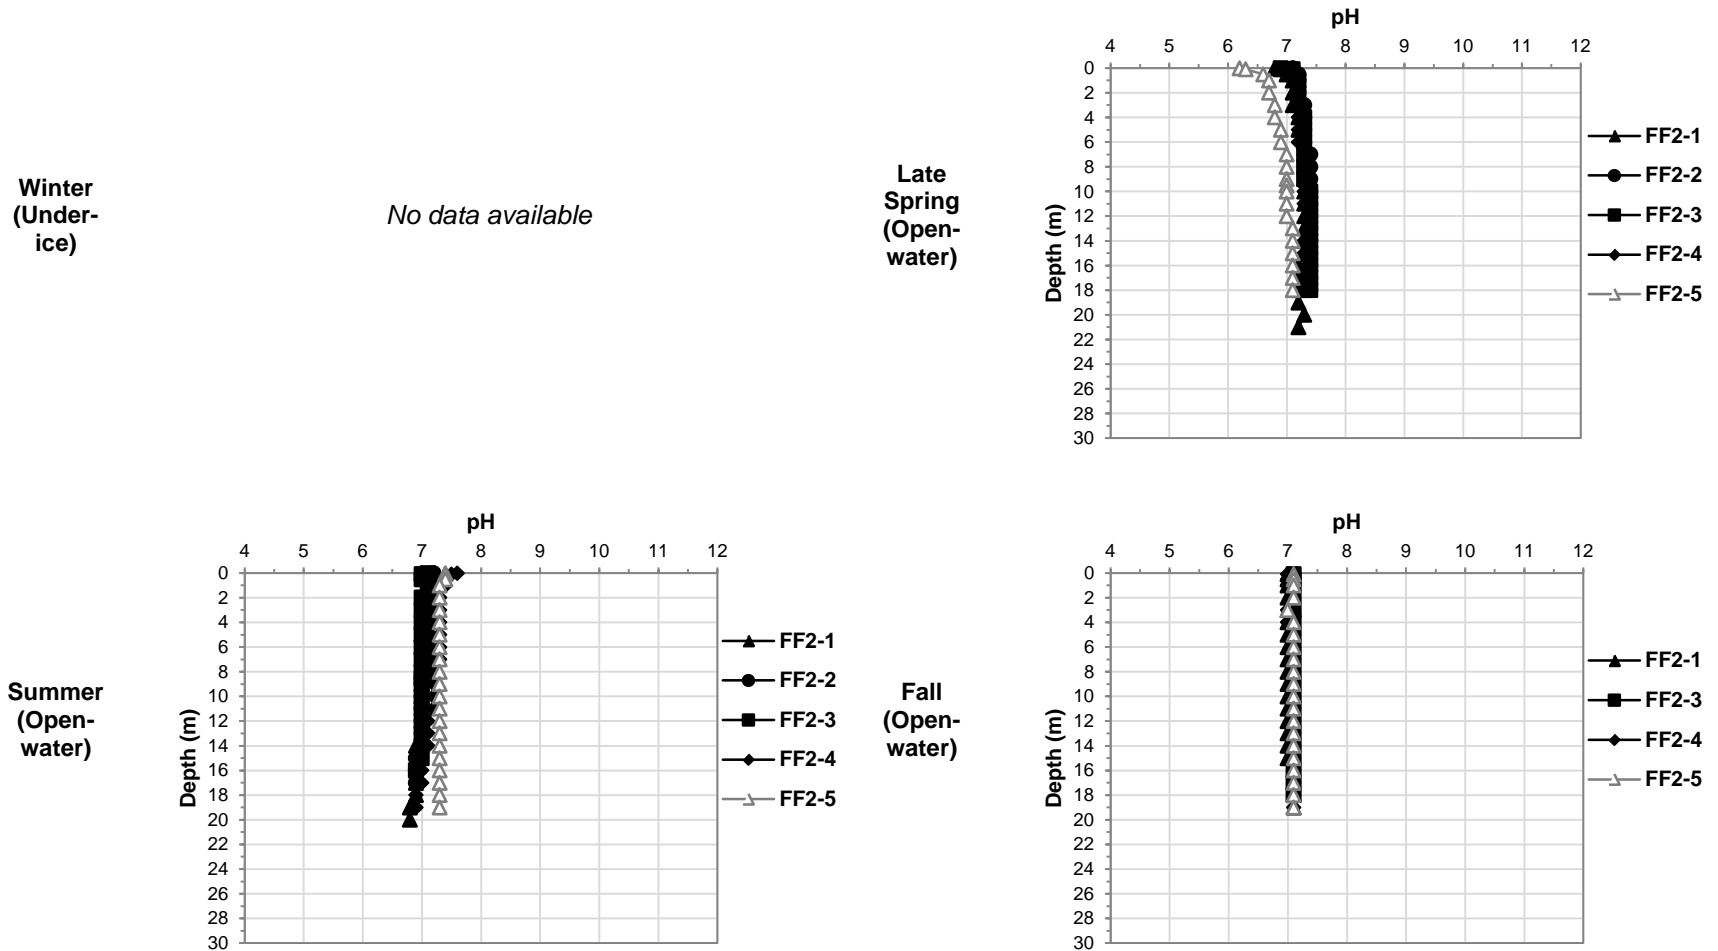 Winter
(Under-
ice)
No data available
Late
Spring
(Open-
water)
pH
4 5 6 7 8 9 10 11 12
0
2
4
6
8
10
12
14
16
18
20
22
24
26
28
30
Depth (m)
FF2-1
FF2-2
FF2-3
FF2-4
FF2-5
Summer
(Open-
water)
pH
4 5 6 7 8 9 10 11 12
0
2
4
6
8
10
12
14
16
18
20
22
24
26
28
30
Depth (m)
FF2-1
FF2-2
FF2-3
FF2-4
FF2-5
Fall
(Open-
water)
pH
4 5 6 7 8 9 10 11 12
0
2
4
6
8
10
12
14
16
18
20
22
24
26
28
30
Depth (m)
FF2-1
FF2-3
FF2-4
FF2-5